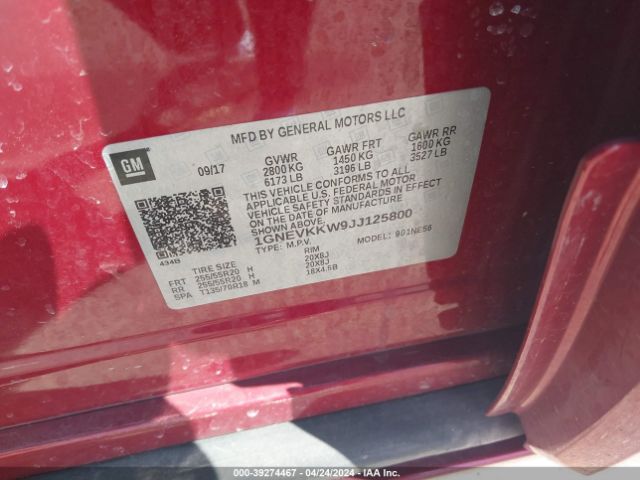 MFD BY GENERAL MOTORS LLC
GM
09/17
GVWR
2800 KG
6173 LB
GAWR FRT
1450 KG
3196 LB
GAWR RR
1600 KG
3527 LB
THIS VEHICLE CONFORMS TO ALL
APPLICABLE U.S. FEDERAL MOTOR
VEHICLE SAFETY STANDARDS IN EFFECT
ON THE DATE OF MANUFACTURE
1GNEVKKW9JJ125800
TYPE: M.P.V. MODEL: 901NE56
434B
TIRE SIZE RIM
FRT 255/55R20 H 20X8J
RR 255/55R20 H 20X8J
SPA T135/70R18 M 18X4.5B
000-39274467 - 04/24/2024 - IAA Inc.